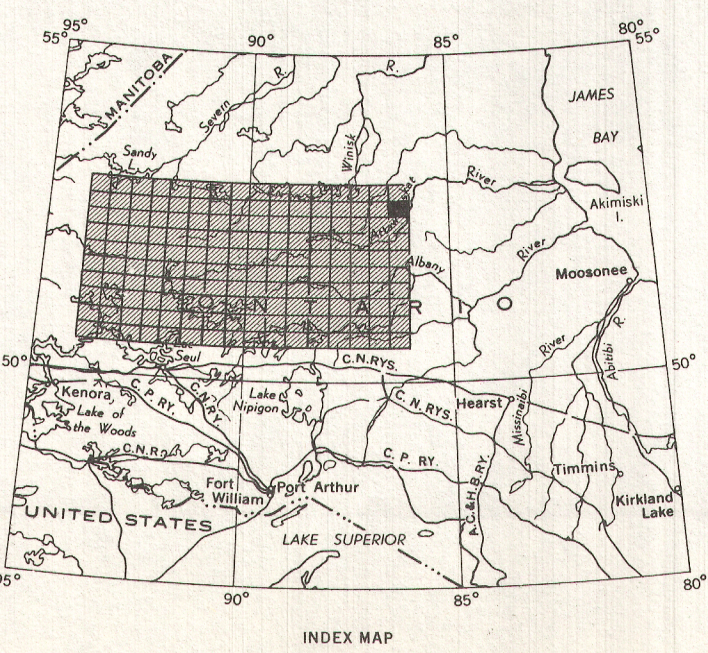 95°
90°
85°
80°
55°
55°
MANITOBA
Severn
R.
R.
Winisk
JAMES
BAY
Sandy
L.
River
Akimiski
I.
Albany
River
Moosonee
ONTARIO
Seul
C.N.RYS.
River
Abitibi
R.
50°
50°
Kenora
C. P. RY.
C.N.RY.
Lake
Nipigon
C. N. RYS.
Hearst
Missinaibi
Lake of
the Woods
C.N.R.
C. P. RY.
Timmins
Fort
William
Port Arthur
A.C.&H.B.RY.
Kirkland
Lake
UNITED STATES
LAKE SUPERIOR
95°
90°
85°
80°
INDEX MAP